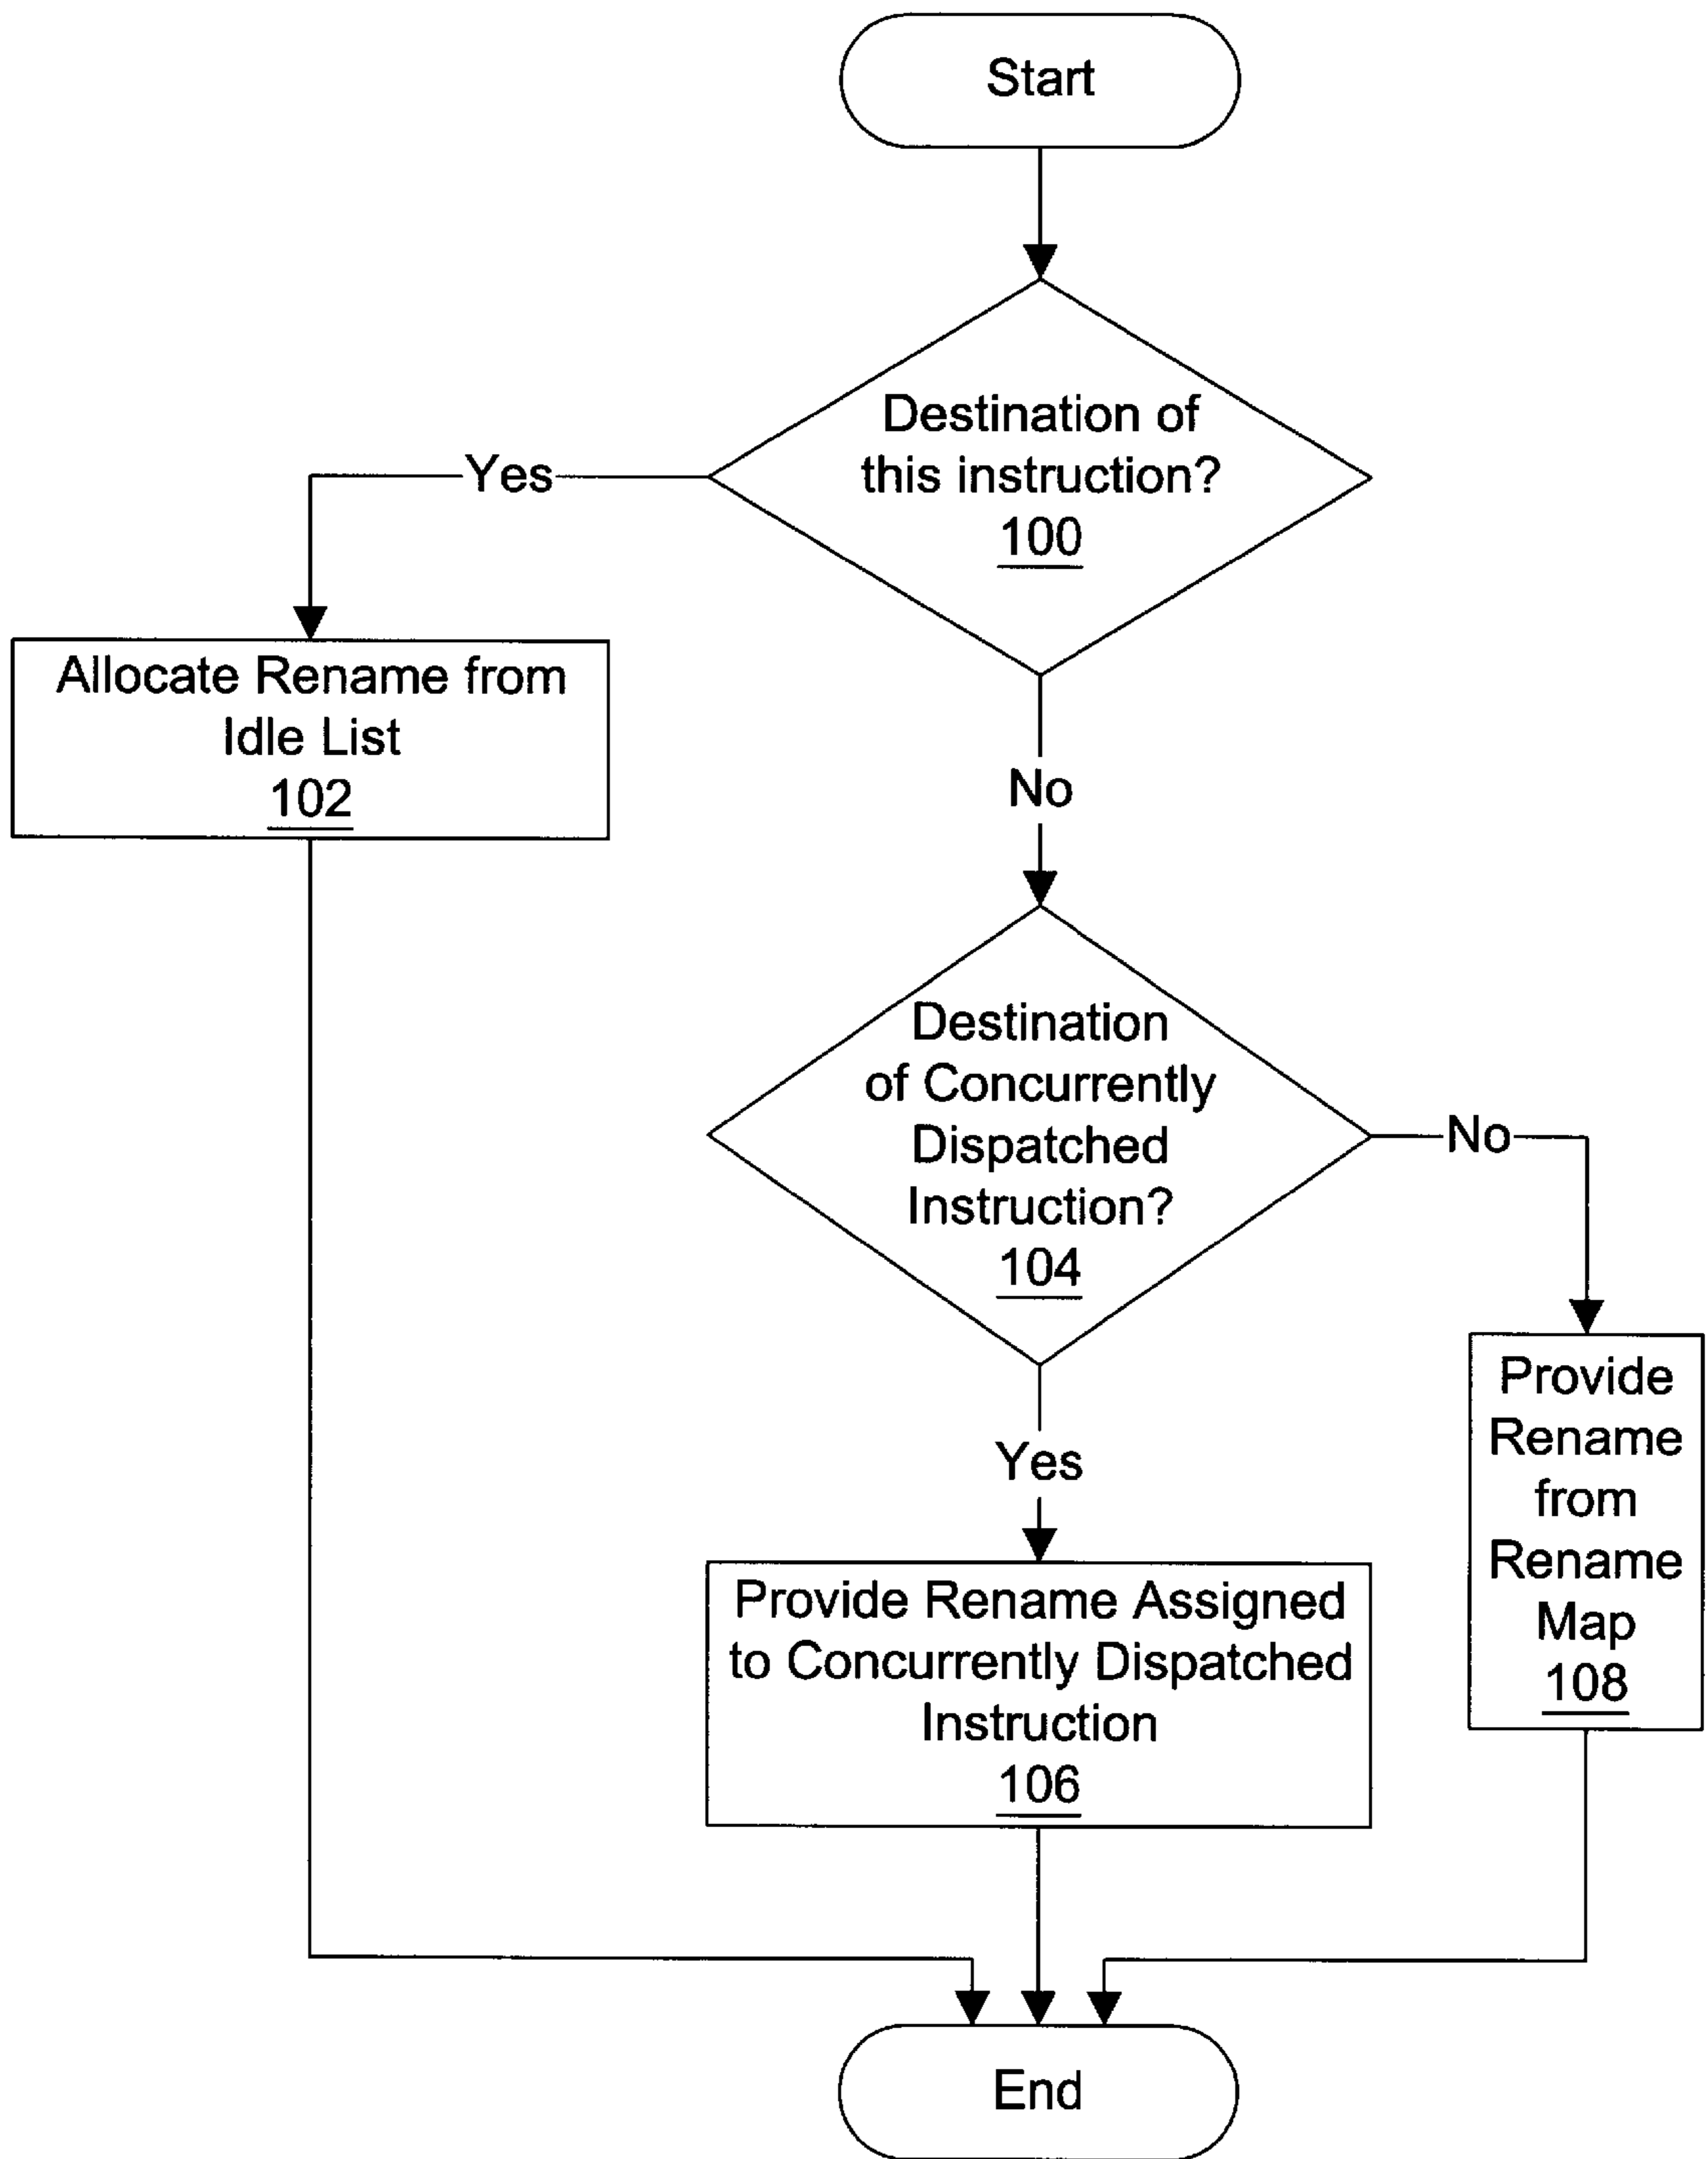 Start
Destination of
this instruction?
100
Yes
No
Allocate Rename from
Idle List
102
Destination
of Concurrently
Dispatched
Instruction?
104
No
Yes
Provide
Rename
from
Rename
Map
108
Provide Rename Assigned
to Concurrently Dispatched
Instruction
106
End